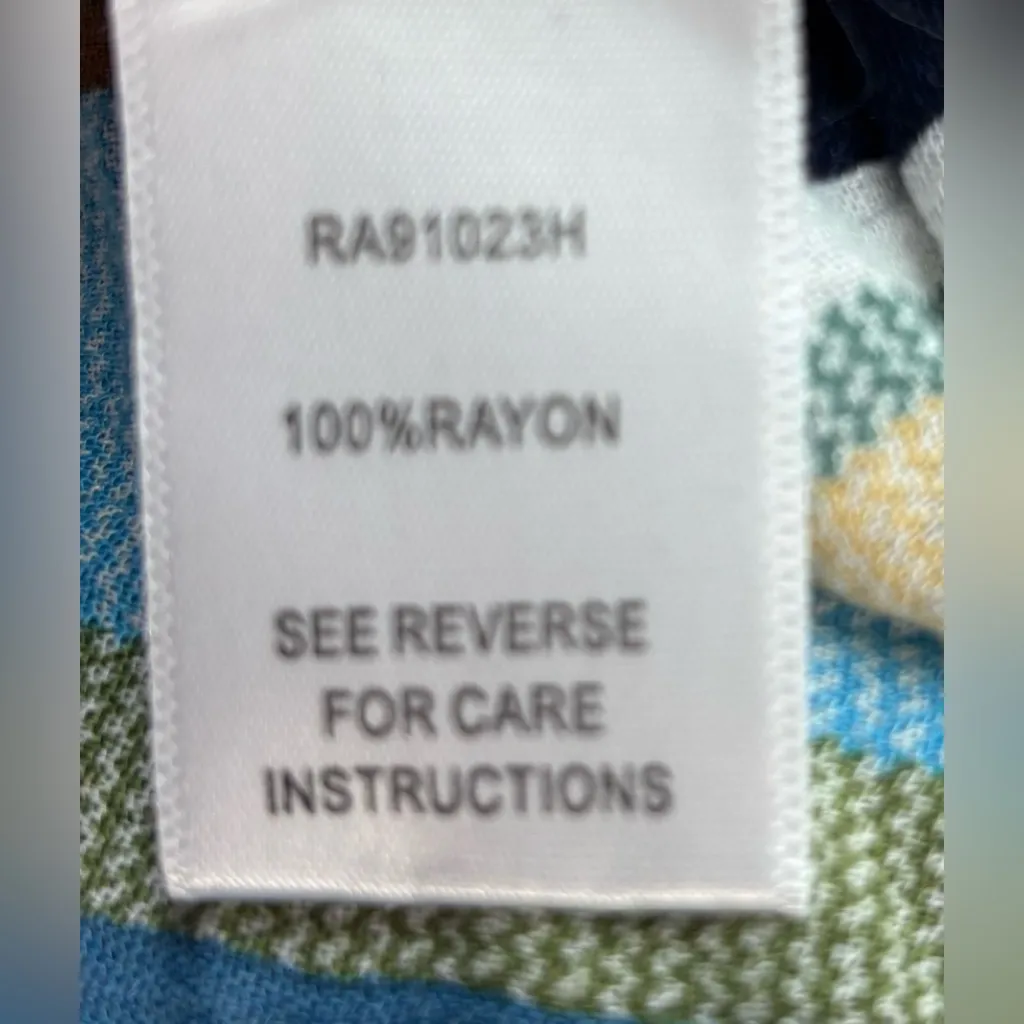 RA91023H
100%RAYON
SEE REVERSE
FOR CARE
INSTRUCTIONS